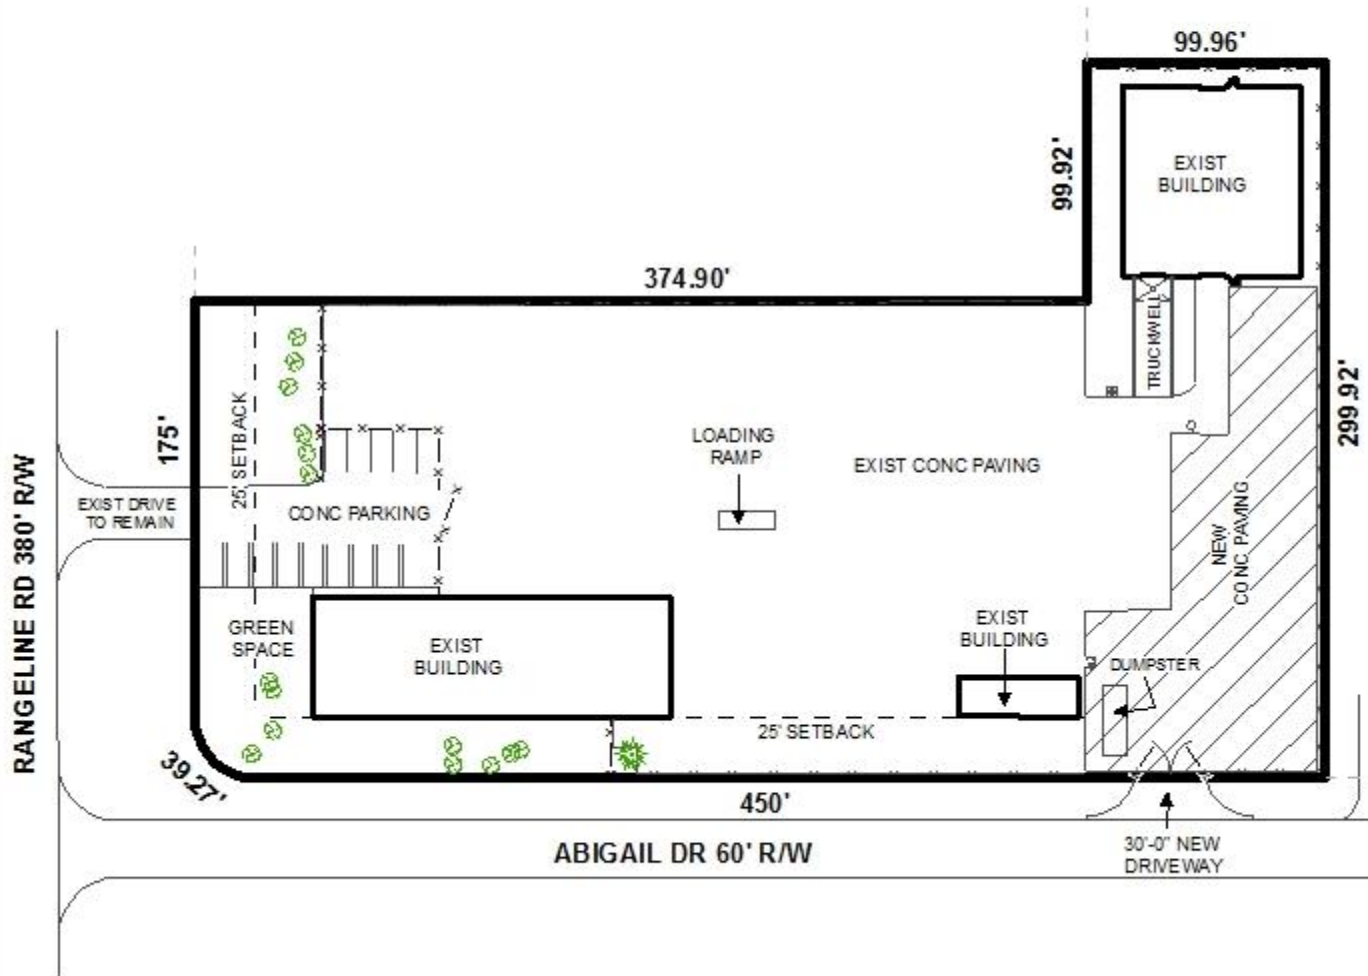 99.96'
EXIST
BUILDING
99.92'
374.90'
TRUCKWELL
299.92'
175'
25' SETBACK
LOADING
RAMP
EXIST CONC PAVING
RANGELINE RD 380' R/W
EXIST DRIVE
TO REMAIN
CONC PARKING
NEW
CONC PAVING
GREEN
SPACE
EXIST
BUILDING
EXIST
BUILDING
DUMPSTER
25' SETBACK
39.27'
450'
ABIGAIL DR 60' R/W
30'-0" NEW
DRIVEWAY